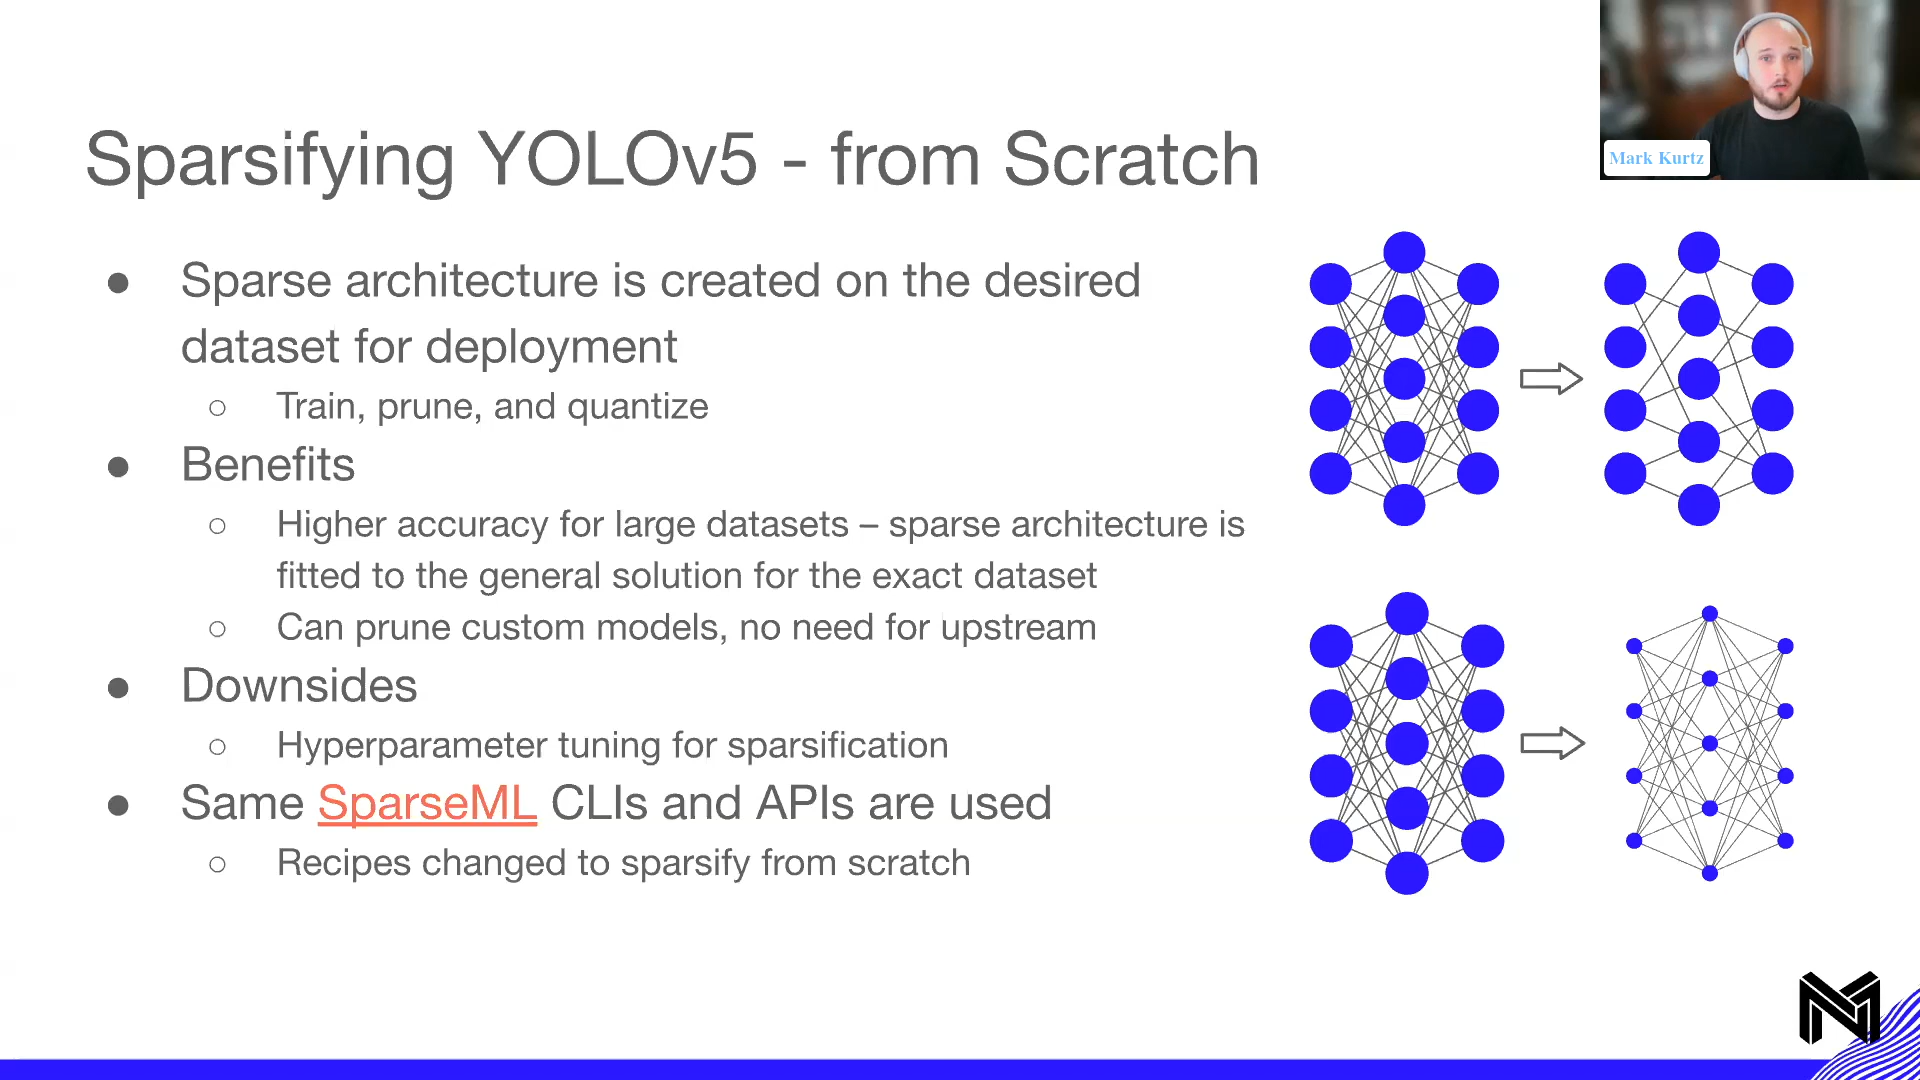 Mark Kurtz
Sparsifying YOLOv5 - from Scratch
● Sparse architecture is created on the desired
dataset for deployment
○ Train, prune, and quantize
● Benefits
○ Higher accuracy for large datasets – sparse architecture is
fitted to the general solution for the exact dataset
○ Can prune custom models, no need for upstream
● Downsides
○ Hyperparameter tuning for sparsification
● Same SparseML CLIs and APIs are used
○ Recipes changed to sparsify from scratch